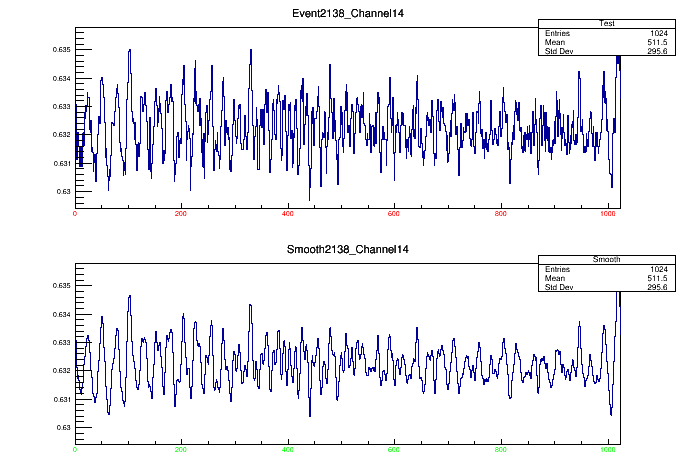 Event2138_Channel14
Test
Entries 1024
Mean 511.5
Std Dev 295.6
0.635
0.634
0.633
0.632
0.631
0.63
0 200 400 600 800 1000
Smooth2138_Channel14
Smooth
Entries 1024
Mean 511.5
Std Dev 295.6
0.635
0.634
0.633
0.632
0.631
0.63
0 200 400 600 800 1000